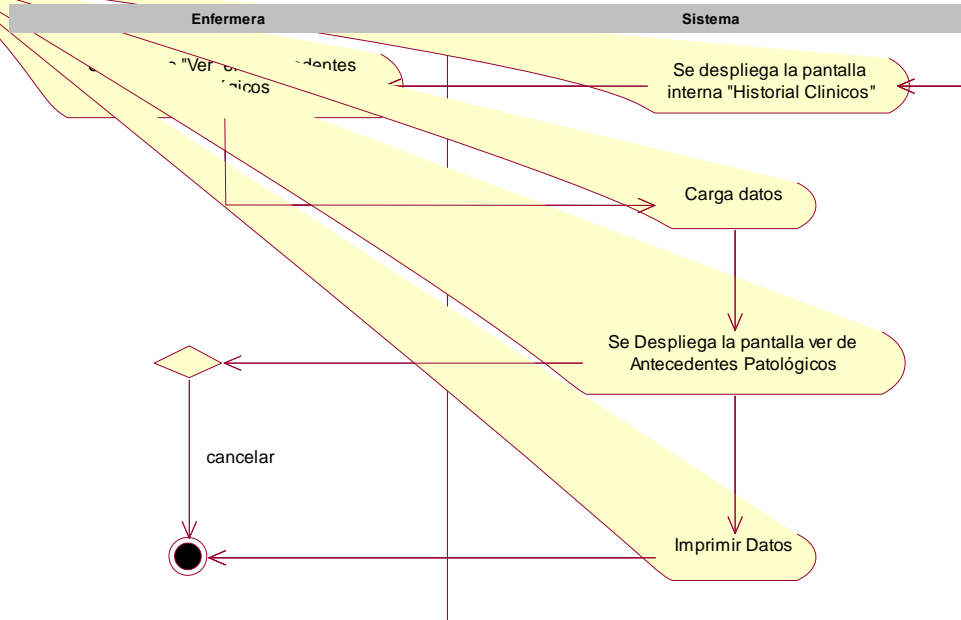 Enfermera
Sistema
"Ver
Se despliega la pantalla
interna "Historial Clinicos"
Carga datos
Se Despliega la pantalla ver de
Antecedentes Patológicos
cancelar
Imprimir Datos